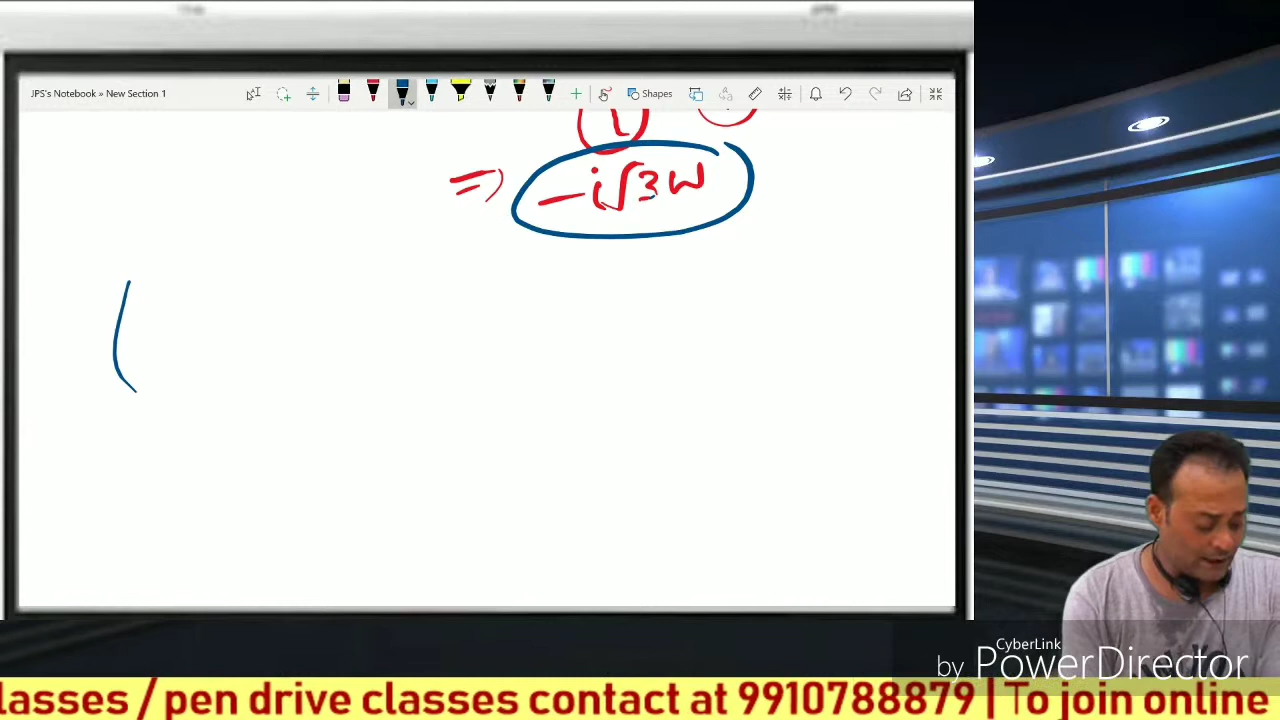 JPS's Notebook » New Section 1
Shapes
⇒ -i√3 ω
(
CyberLink
by PowerDirector
lasses / pen drive classes contact at 9910788879 | To join online